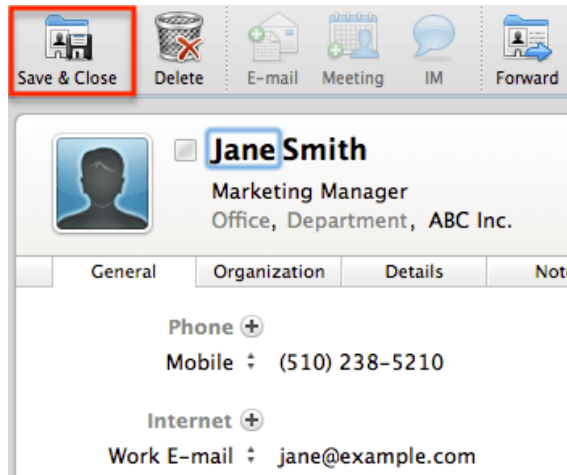 Save & Close Delete E-mail Meeting IM Forward
Jane Smith
Marketing Manager
Office, Department, ABC Inc.
General Organization Details Not
Phone
Mobile (510) 238-5210
Internet
Work E-mail jane@example.com